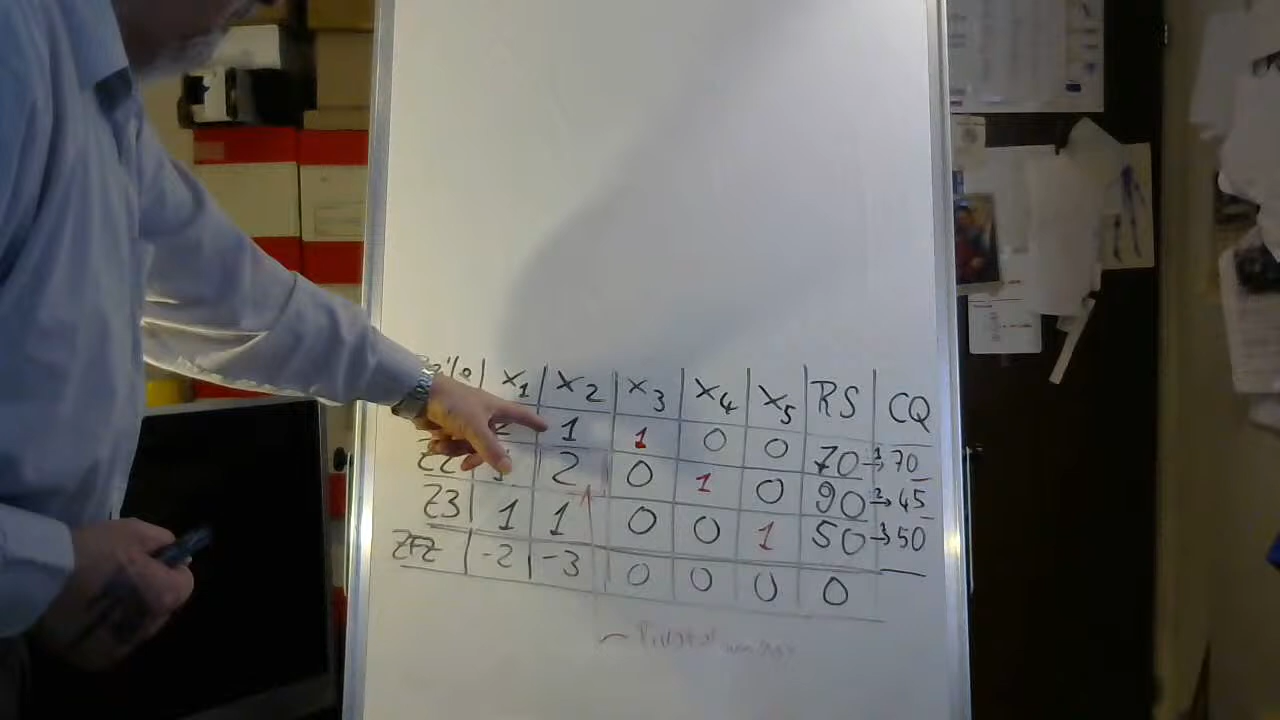 x1 x2 x3 x4 x5 RS CQ
1 1 0 0 70 → 70
2 0 1 0 90 → 45
Z3 1 1 0 0 1 50 → 50
ZFZ -2 -3 0 0 0 0